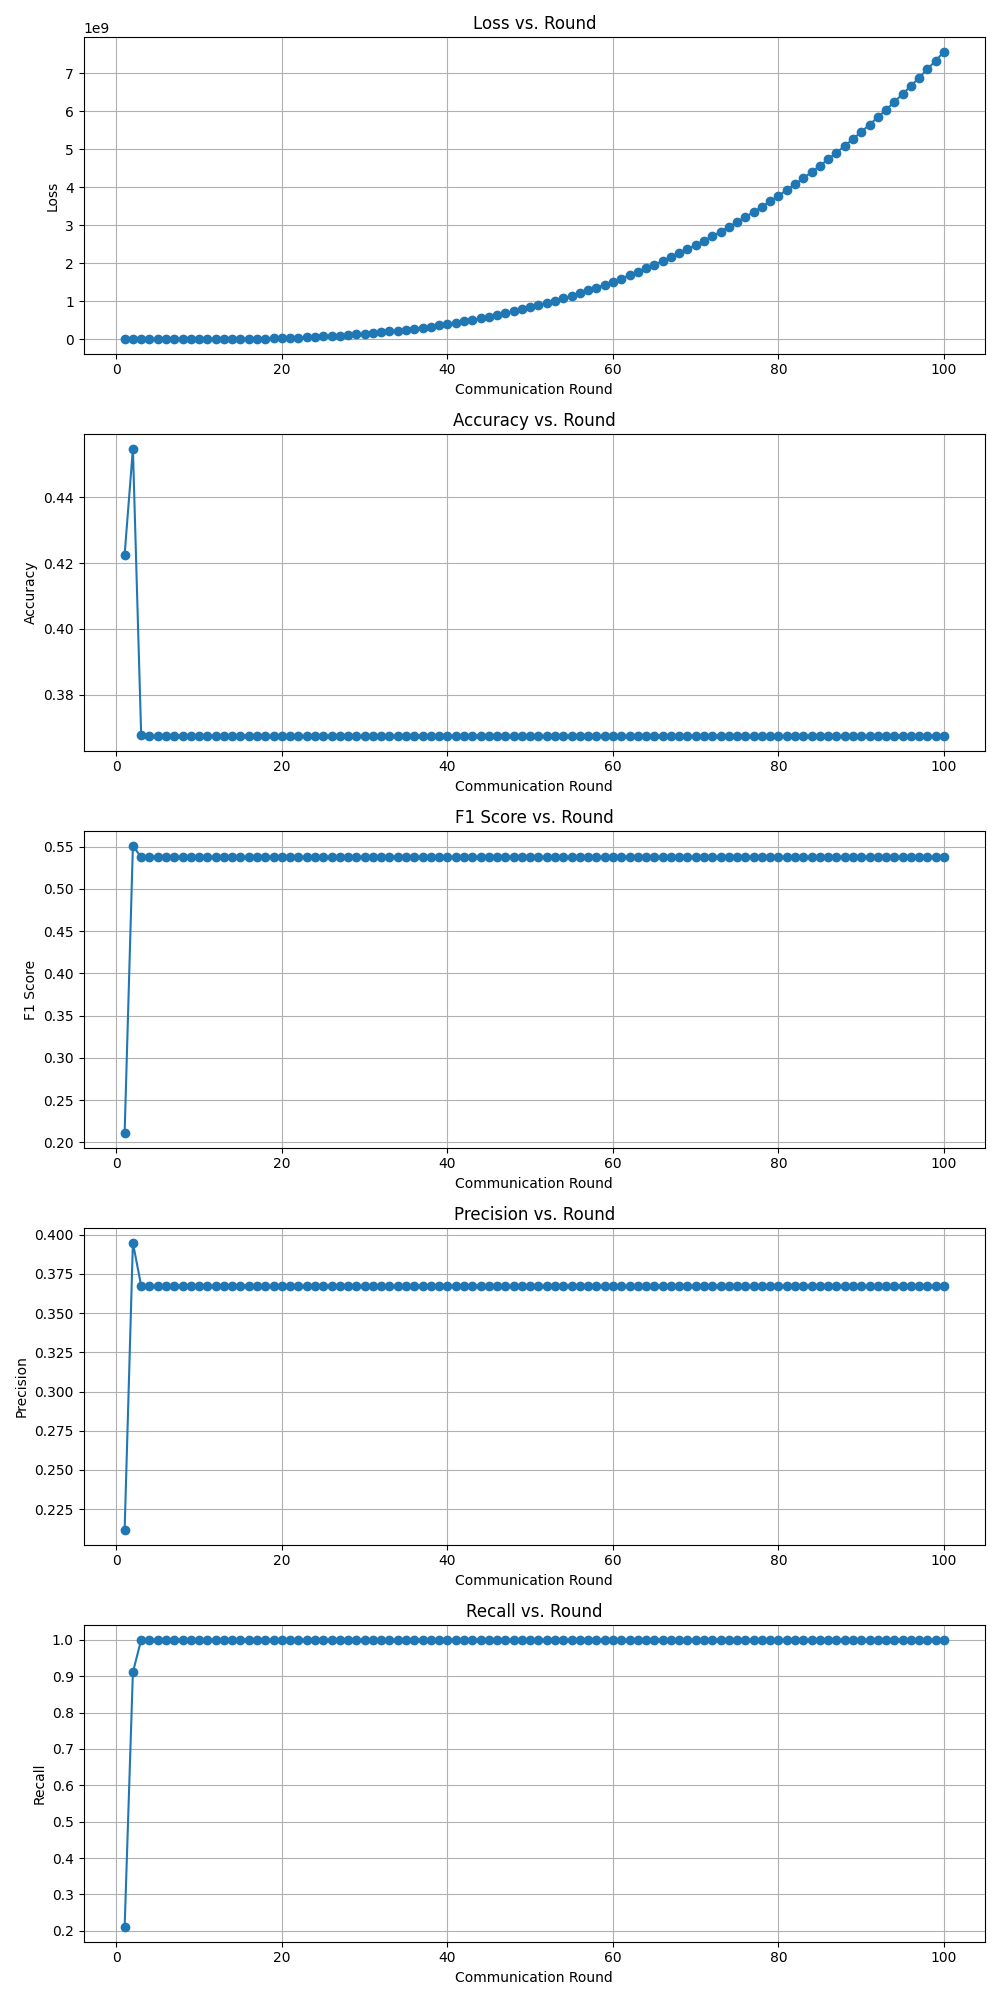 Loss vs. Round
1e9
7
6
5
4
3
2
1
0
Loss
0 20 40 60 80 100
Communication Round
Accuracy vs. Round
0.44
0.42
0.40
0.38
Accuracy
0 20 40 60 80 100
Communication Round
F1 Score vs. Round
0.55
0.50
0.45
0.40
0.35
0.30
0.25
0.20
F1 Score
0 20 40 60 80 100
Communication Round
Precision vs. Round
0.400
0.375
0.350
0.325
0.300
0.275
0.250
0.225
Precision
0 20 40 60 80 100
Communication Round
Recall vs. Round
1.0
0.9
0.8
0.7
0.6
0.5
0.4
0.3
0.2
Recall
0 20 40 60 80 100
Communication Round